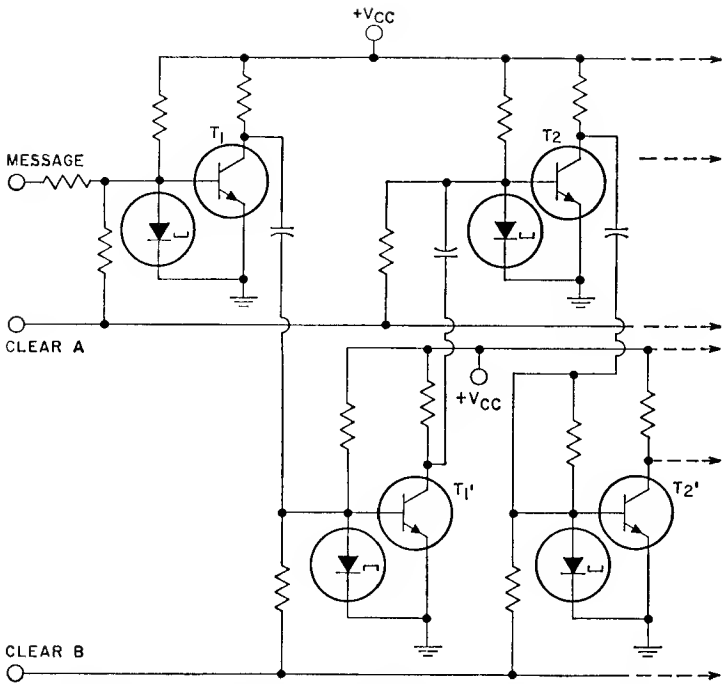 +VCC
T1
T2
MESSAGE
CLEAR A
+VCC
T1'
T2'
CLEAR B